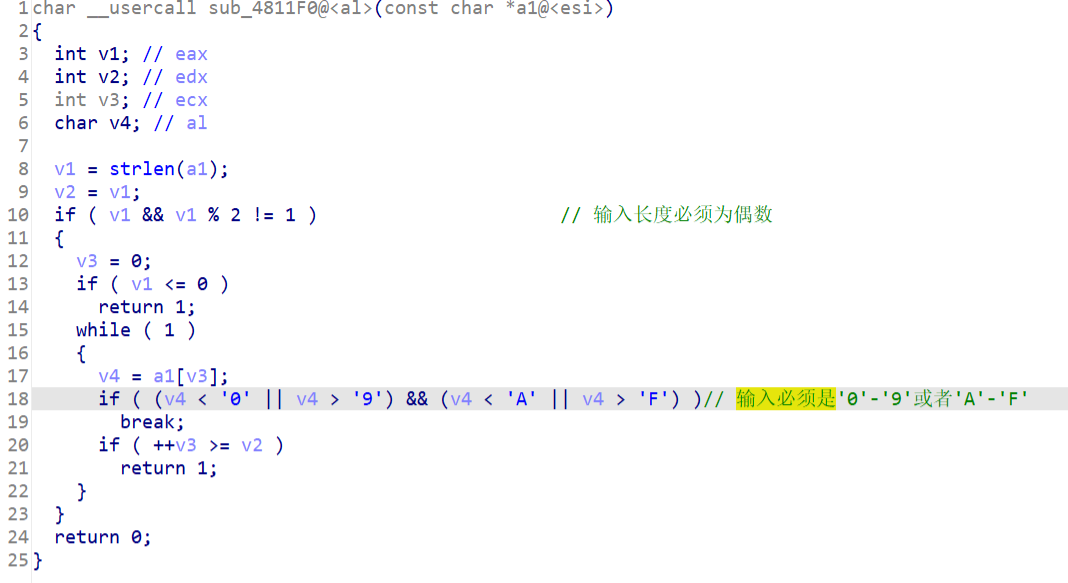 1 char __usercall sub_4811F0@<al>(const char *a1@<esi>)
2 {
3   int v1; // eax
4   int v2; // edx
5   int v3; // ecx
6   char v4; // al
7
8   v1 = strlen(a1);
9   v2 = v1;
10   if ( v1 && v1 % 2 != 1 )                      // 输入长度必须为偶数
11   {
12     v3 = 0;
13     if ( v1 <= 0 )
14       return 1;
15     while ( 1 )
16     {
17       v4 = a1[v3];
18       if ( (v4 < '0' || v4 > '9') && (v4 < 'A' || v4 > 'F') )// 输入必须是'0'-'9'或者'A'-'F'
19         break;
20       if ( ++v3 >= v2 )
21         return 1;
22     }
23   }
24   return 0;
25 }